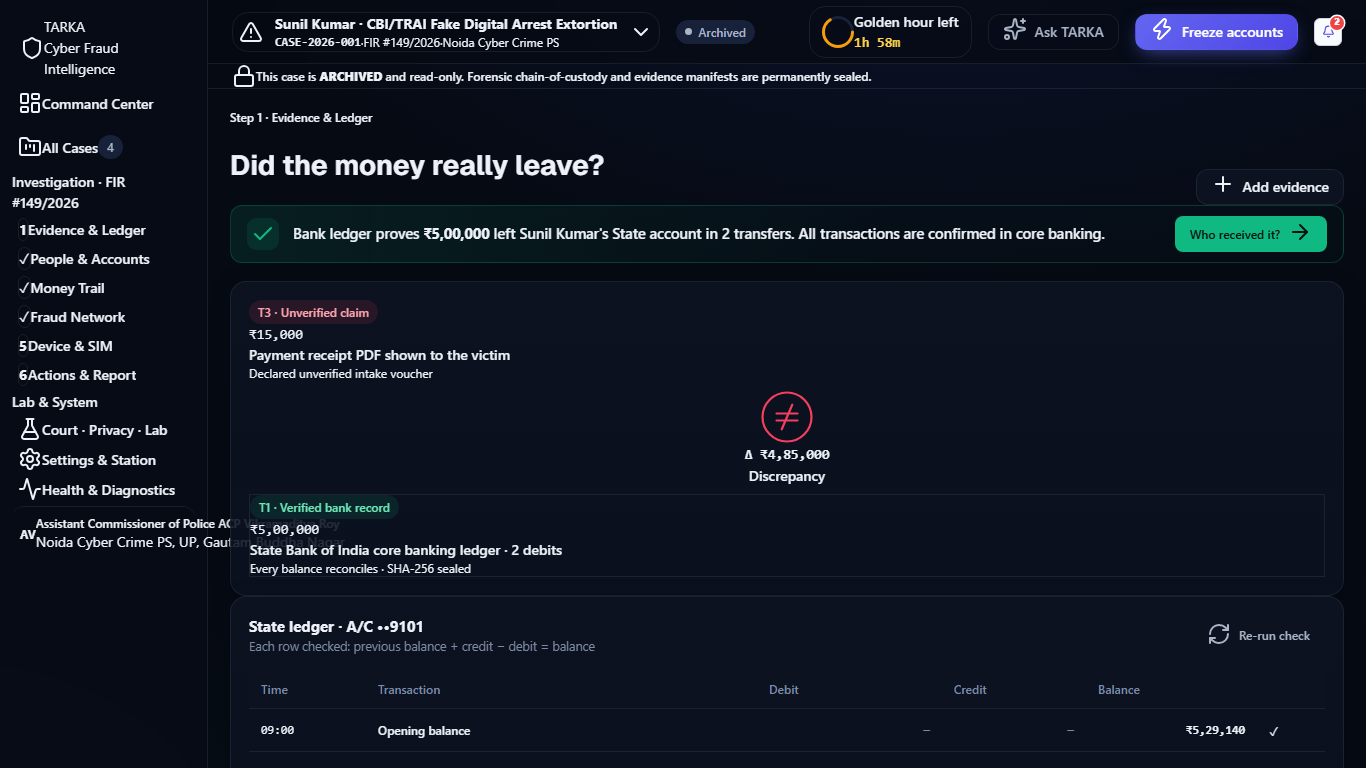 TARKA
Cyber Fraud
Intelligence
Command Center
All Cases 4
Investigation · FIR
#149/2026
1 Evidence & Ledger
✓ People & Accounts
✓ Money Trail
✓ Fraud Network
5 Device & SIM
6 Actions & Report
Lab & System
Court · Privacy · Lab
Settings & Station
Health & Diagnostics
AV
Assistant Commissioner of Police ACP
Noida Cyber Crime PS, UP, Gautam Buddha Nagar
Sunil Kumar · CBI/TRAI Fake Digital Arrest Extortion
CASE-2026-001·FIR #149/2026·Noida Cyber Crime PS
Archived
Golden hour left
1h 58m
Ask TARKA
Freeze accounts
2
This case is ARCHIVED and read-only. Forensic chain-of-custody and evidence manifests are permanently sealed.
Step 1 · Evidence & Ledger
Did the money really leave?
Add evidence
Bank ledger proves ₹5,00,000 left Sunil Kumar's State account in 2 transfers. All transactions are confirmed in core banking.
Who received it?
T3 · Unverified claim
₹15,000
Payment receipt PDF shown to the victim
Declared unverified intake voucher
≠
Δ ₹4,85,000
Discrepancy
T1 · Verified bank record
₹5,00,000
State Bank of India core banking ledger · 2 debits
Every balance reconciles · SHA-256 sealed
State ledger · A/C ••9101
Each row checked: previous balance + credit − debit = balance
Re-run check
Time Transaction Debit Credit Balance
09:00 Opening balance – – ₹5,29,140 ✓